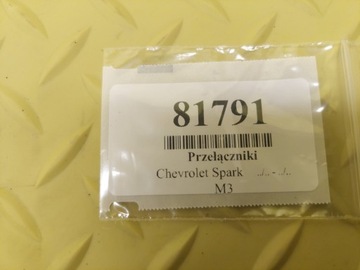 81791
Przełączniki
Chevrolet Spark ../.. - ../..
M3